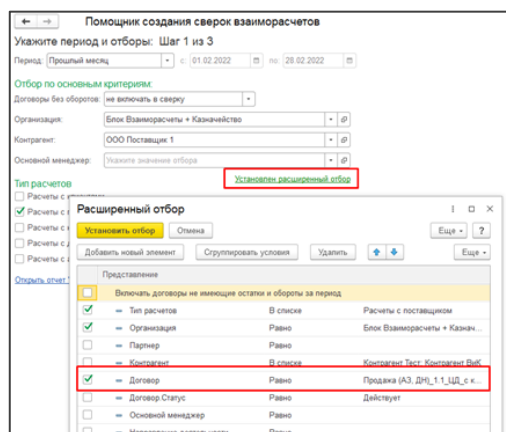 Помощник создания сверок взаиморасчетов
Укажите период и отборы: Шаг 1 из 3
Период: Прошлый месяц с: 01.02.2022 по: 28.02.2022
Отбор по основным критериям:
Договоры без оборотов: не включать в сверку
Организация: Блок Взаиморасчеты + Казначейство
Контрагент: ООО Поставщик 1
Основной менеджер: Укажите значение отбора
Установлен расширенный отбор
Тип расчетов
Расчеты с
Расчеты с
Расчеты с
Расчеты с
Расчеты с
Открыть отчет
Расширенный отбор
Установить отбор Отмена Еще ?
Добавить новый элемент Сгруппировать условия Удалить Еще
Представление
Включать договоры не имеющие остатки и обороты за период
Тип расчетов В списке Расчеты с поставщиком
Организация Равно Блок Взаиморасчеты + Казнач...
Партнер Равно
Контрагент В списке Контрагент Тест; Контрагент ВиК
Договор Равно Продажа (АЗ, ДН)_1.1_ЦД_с к...
Договор.Статус Равно Действует
Основной менеджер Равно